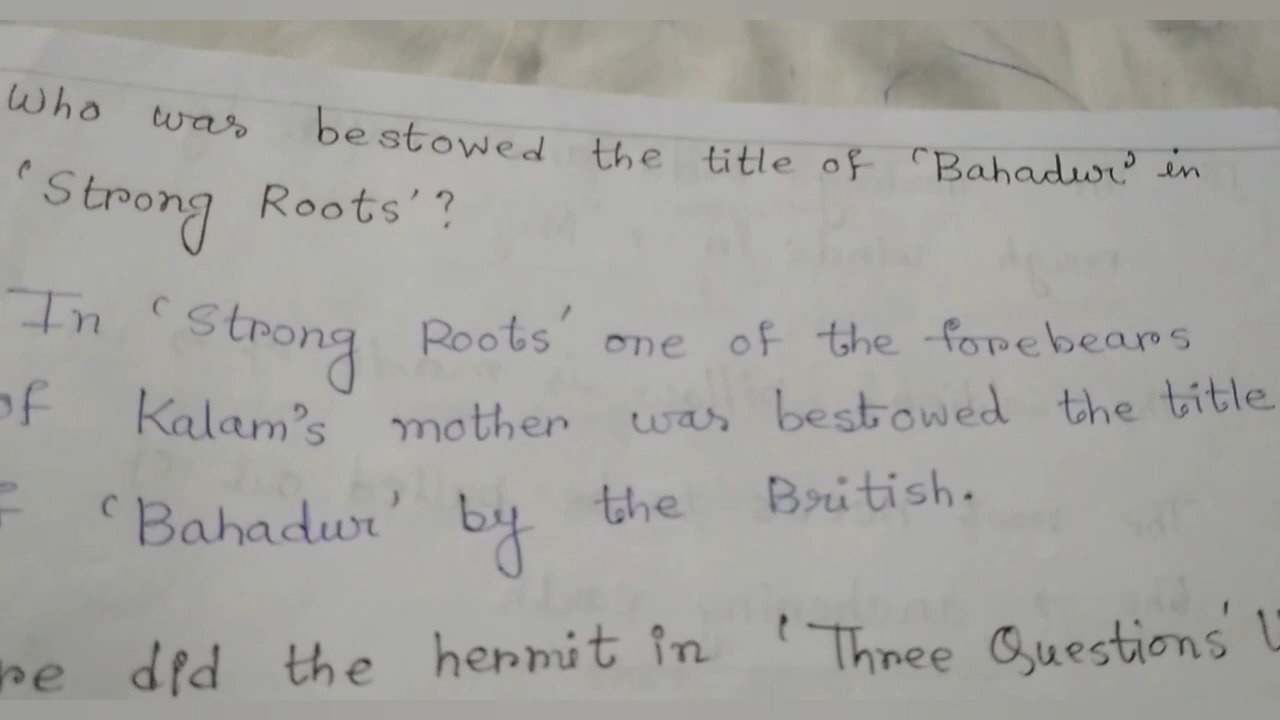 Who was bestowed the title of 'Bahadur' in
'Strong Roots'?
In 'Strong Roots' one of the forebears
of Kalam's mother was bestowed the title
'Bahadur' by the British.
did the hermit in 'Three Questions'